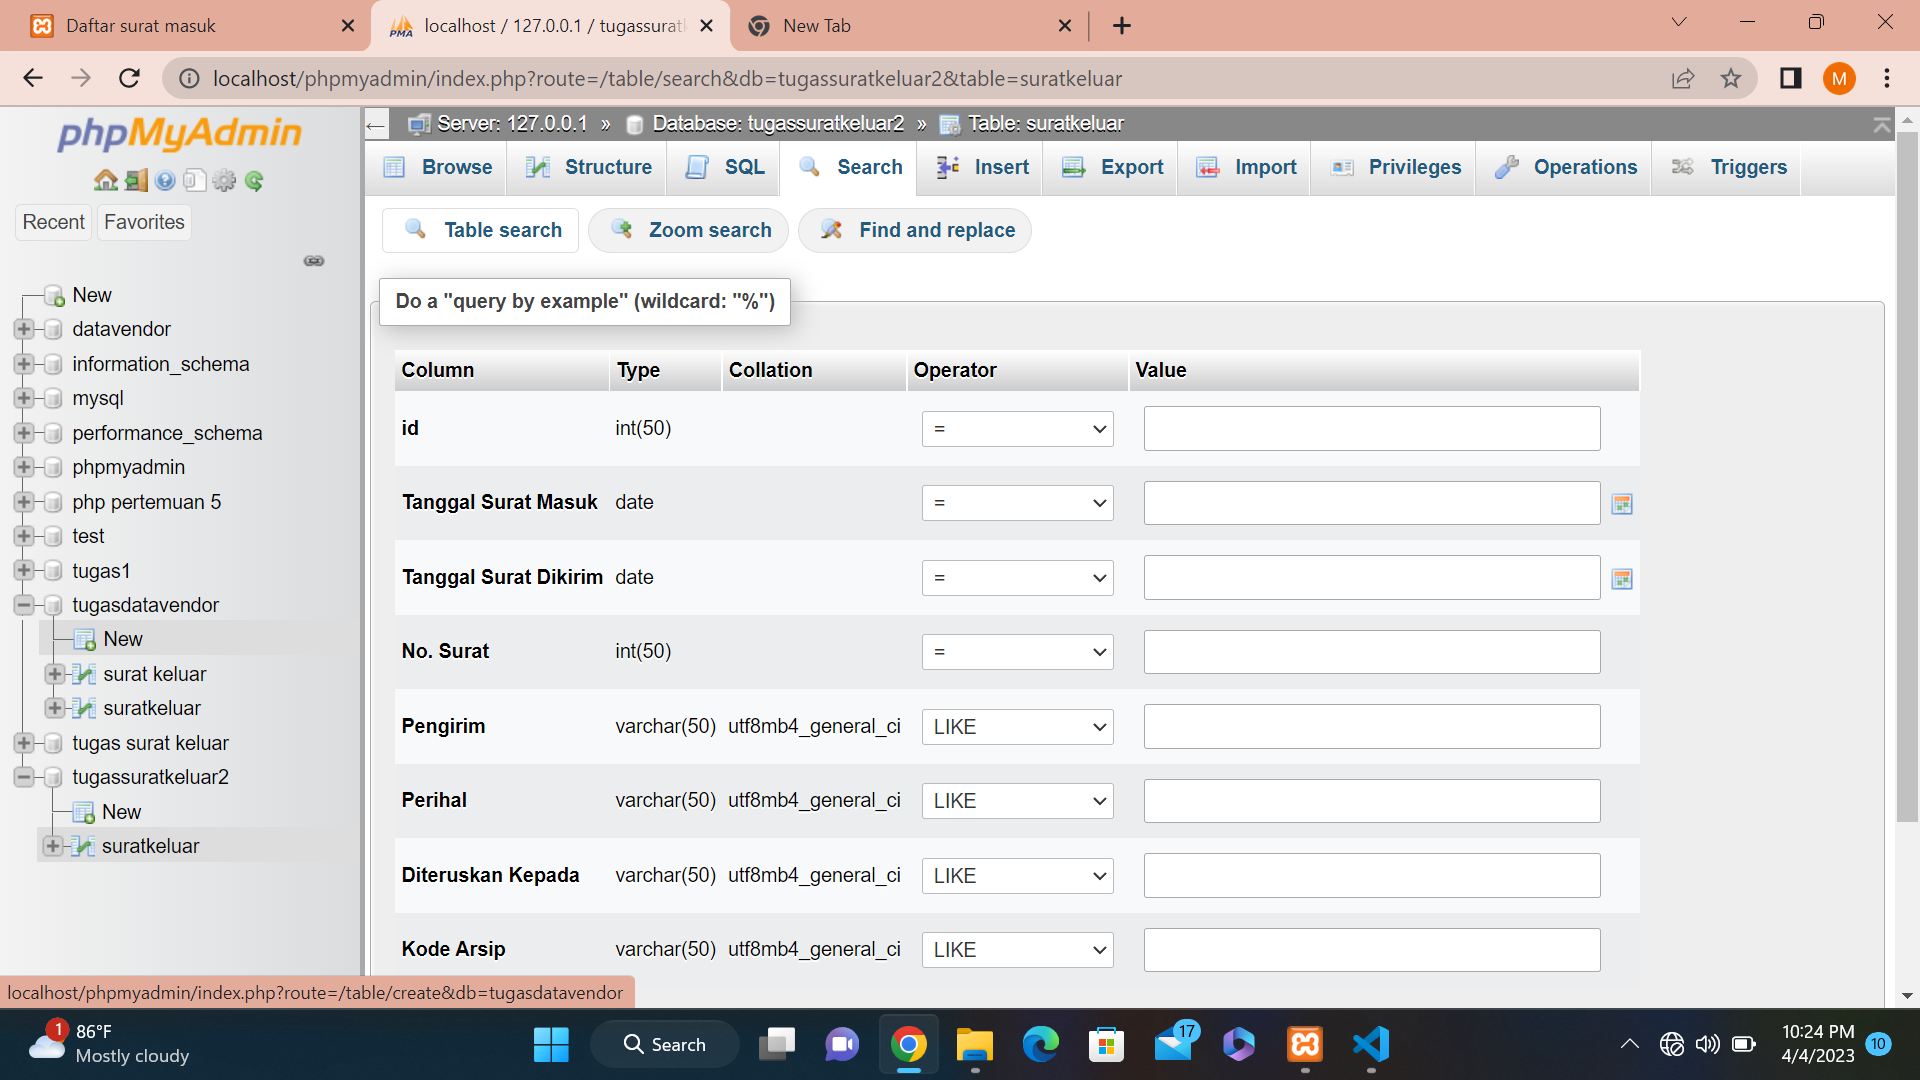 Daftar surat masuk
localhost / 127.0.0.1 / tugassurat
New Tab
localhost/phpmyadmin/index.php?route=/table/search&db=tugassuratkeluar2&table=suratkeluar
M
phpMyAdmin
Recent Favorites
New
datavendor
information_schema
mysql
performance_schema
phpmyadmin
php pertemuan 5
test
tugas1
tugasdatavendor
New
surat keluar
suratkeluar
tugas surat keluar
tugassuratkeluar2
New
suratkeluar
Server: 127.0.0.1 » Database: tugassuratkeluar2 » Table: suratkeluar
Browse Structure SQL Search Insert Export Import Privileges Operations Triggers
Table search Zoom search Find and replace
Do a "query by example" (wildcard: "%")
Column Type Collation Operator Value
id int(50) =
Tanggal Surat Masuk date =
Tanggal Surat Dikirim date =
No. Surat int(50) =
Pengirim varchar(50) utf8mb4_general_ci LIKE
Perihal varchar(50) utf8mb4_general_ci LIKE
Diteruskan Kepada varchar(50) utf8mb4_general_ci LIKE
Kode Arsip varchar(50) utf8mb4_general_ci LIKE
localhost/phpmyadmin/index.php?route=/table/create&db=tugasdatavendor
1
86°F
Mostly cloudy
Search
17
10:24 PM
4/4/2023
10